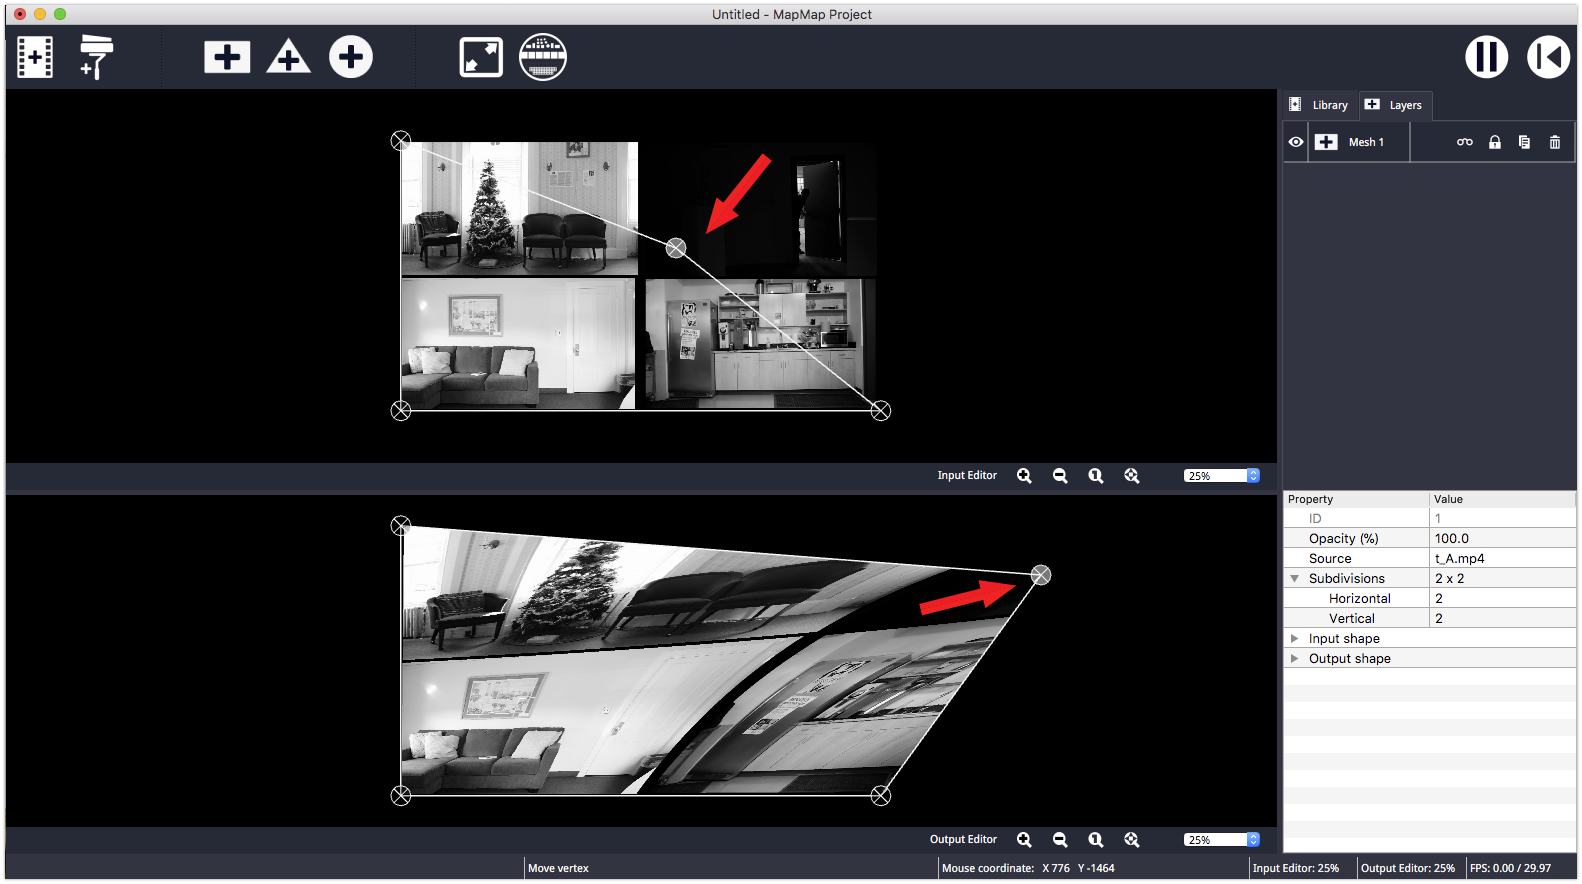 Untitled - MapMap Project
Library
Layers
Mesh 1
Input Editor
25%
Property Value
ID 1
Opacity (%) 100.0
Source t_A.mp4
Subdivisions 2 x 2
Horizontal 2
Vertical 2
Input shape
Output shape
Output Editor
25%
Move vertex
Mouse coordinate: X 776 Y -1464
Input Editor: 25%
Output Editor: 25%
FPS: 0.00 / 29.97